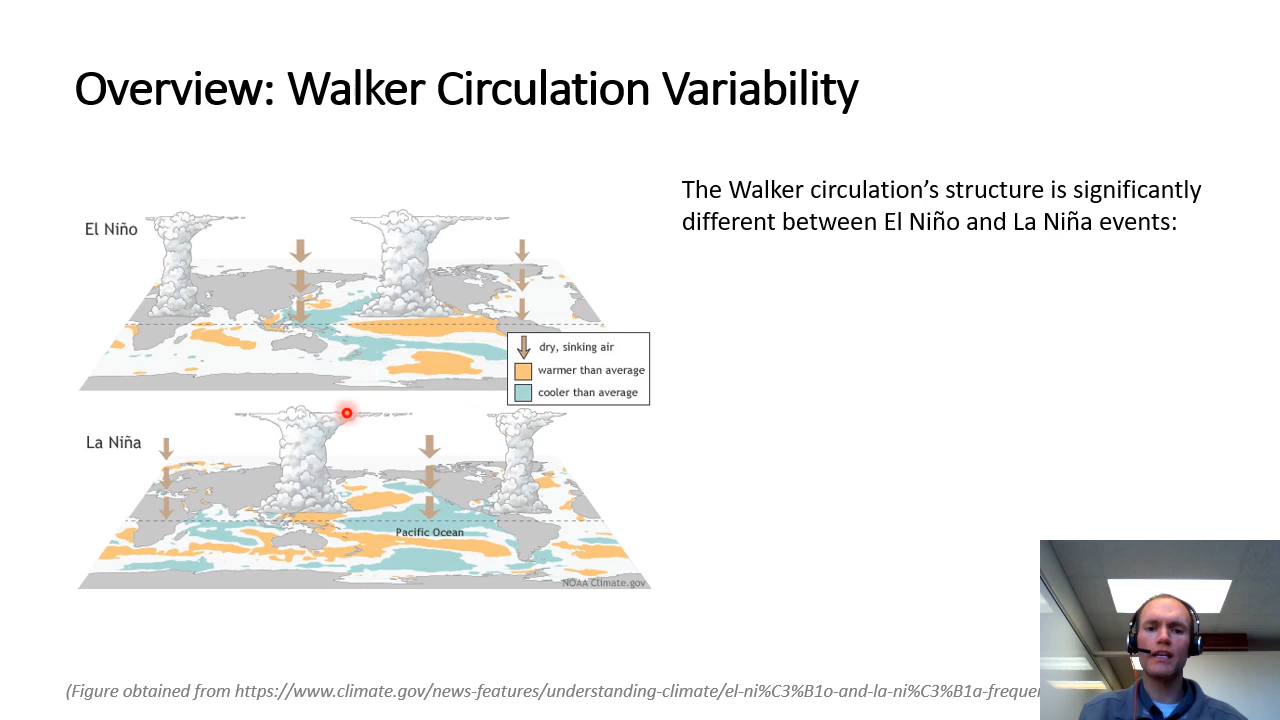 Overview: Walker Circulation Variability
The Walker circulation's structure is significantly
different between El Niño and La Niña events:
El Niño
dry, sinking air
warmer than average
cooler than average
La Niña
Pacific Ocean
NOAA Climate.gov
(Figure obtained from https://www.climate.gov/news-features/understanding-climate/el-ni%C3%B1o-and-la-ni%C3%B1a-freque